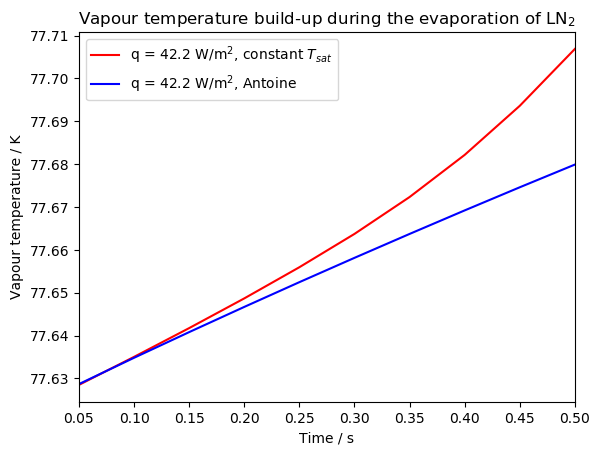 Vapour temperature build-up during the evaporation of LN₂
q = 42.2 W/m², constant T_sat
q = 42.2 W/m², Antoine
Vapour temperature / K
77.71
77.70
77.69
77.68
77.67
77.66
77.65
77.64
77.63
0.05 0.10 0.15 0.20 0.25 0.30 0.35 0.40 0.45 0.50
Time / s